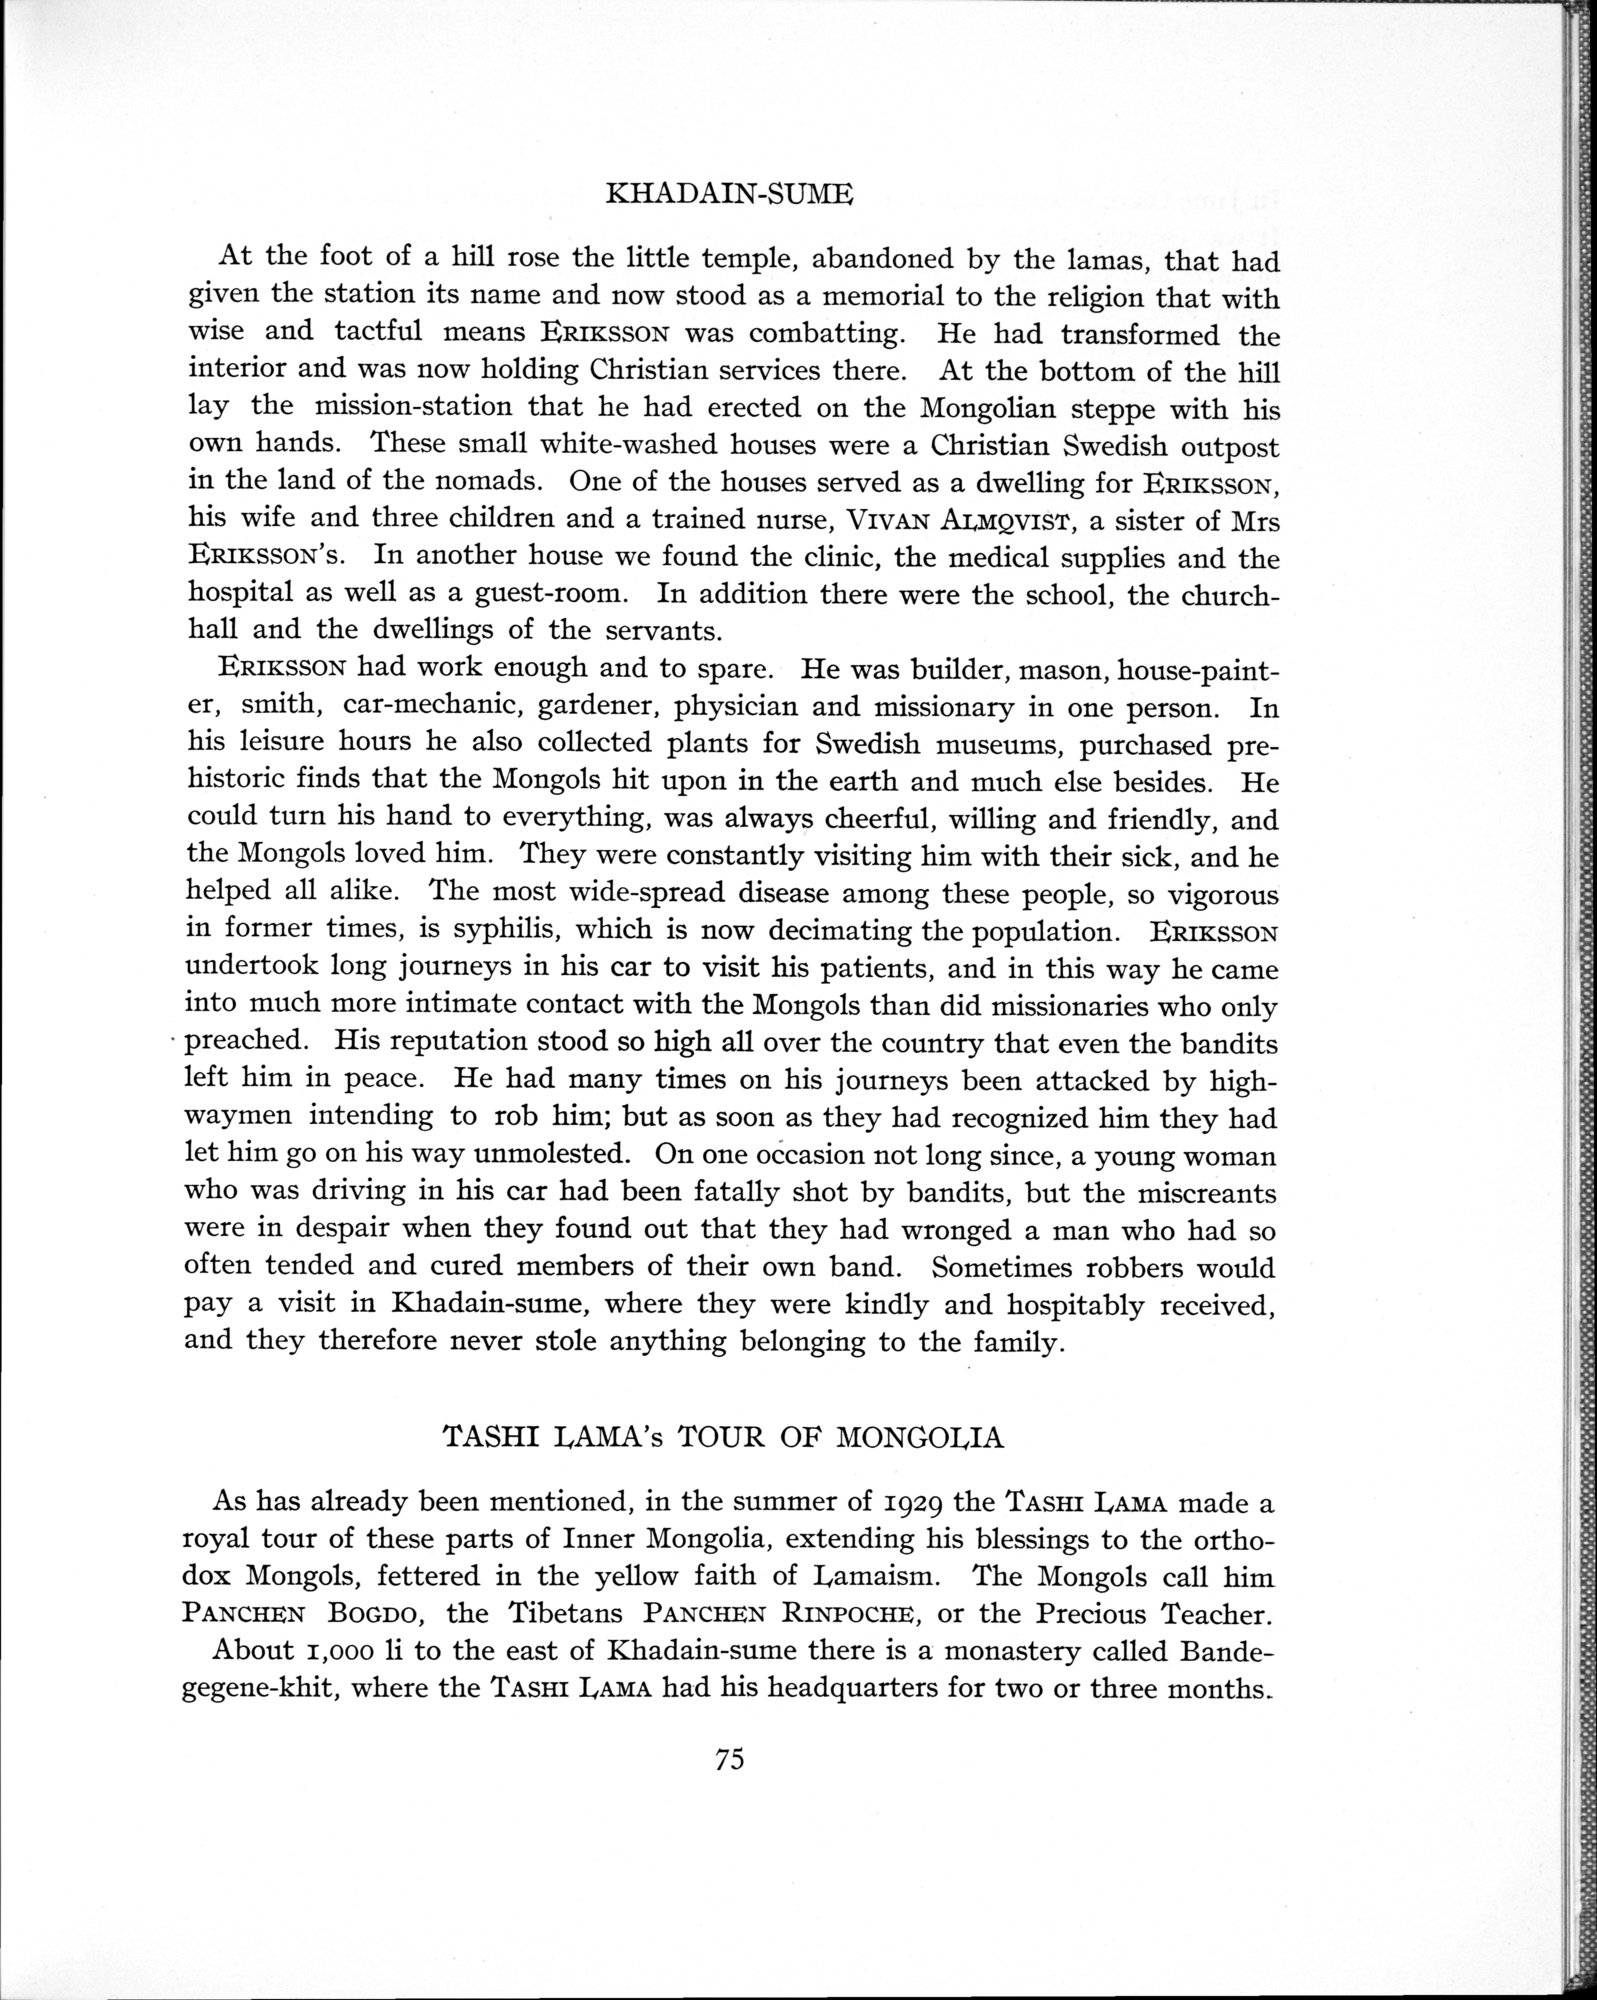 KHADAIN-SUME
At the foot of a hill rose the little temple, abandoned by the lamas, that had
given the station its name and now stood as a memorial to the religion that with
wise and tactful means ERIKSSON was combatting. He had transformed the
interior and was now holding Christian services there. At the bottom of the hill
lay the mission-station that he had erected on the Mongolian steppe with his
own hands. These small white-washed houses were a Christian Swedish outpost
in the land of the nomads. One of the houses served as a dwelling for ERIKSSON,
his wife and three children and a trained nurse, VIVAN ALMQVIST, a sister of Mrs
ERIKSSON's. In another house we found the clinic, the medical supplies and the
hospital as well as a guest-room. In addition there were the school, the church-
hall and the dwellings of the servants.
ERIKSSON had work enough and to spare. He was builder, mason, house-paint-
er, smith, car-mechanic, gardener, physician and missionary in one person. In
his leisure hours he also collected plants for Swedish museums, purchased pre-
historic finds that the Mongols hit upon in the earth and much else besides. He
could turn his hand to everything, was always cheerful, willing and friendly, and
the Mongols loved him. They were constantly visiting him with their sick, and he
helped all alike. The most wide-spread disease among these people, so vigorous
in former times, is syphilis, which is now decimating the population. ERIKSSON
undertook long journeys in his car to visit his patients, and in this way he came
into much more intimate contact with the Mongols than did missionaries who only
preached. His reputation stood so high all over the country that even the bandits
left him in peace. He had many times on his journeys been attacked by high-
waymen intending to rob him; but as soon as they had recognized him they had
let him go on his way unmolested. On one occasion not long since, a young woman
who was driving in his car had been fatally shot by bandits, but the miscreants
were in despair when they found out that they had wronged a man who had so
often tended and cured members of their own band. Sometimes robbers would
pay a visit in Khadain-sume, where they were kindly and hospitably received,
and they therefore never stole anything belonging to the family.
TASHI LAMA's TOUR OF MONGOLIA
As has already been mentioned, in the summer of 1929 the TASHI LAMA made a
royal tour of these parts of Inner Mongolia, extending his blessings to the ortho-
dox Mongols, fettered in the yellow faith of Lamaism. The Mongols call him
PANCHEN BOGDO, the Tibetans PANCHEN RINPOCHE, or the Precious Teacher.
About 1,000 li to the east of Khadain-sume there is a monastery called Bande-
gegene-khit, where the TASHI LAMA had his headquarters for two or three months.
75